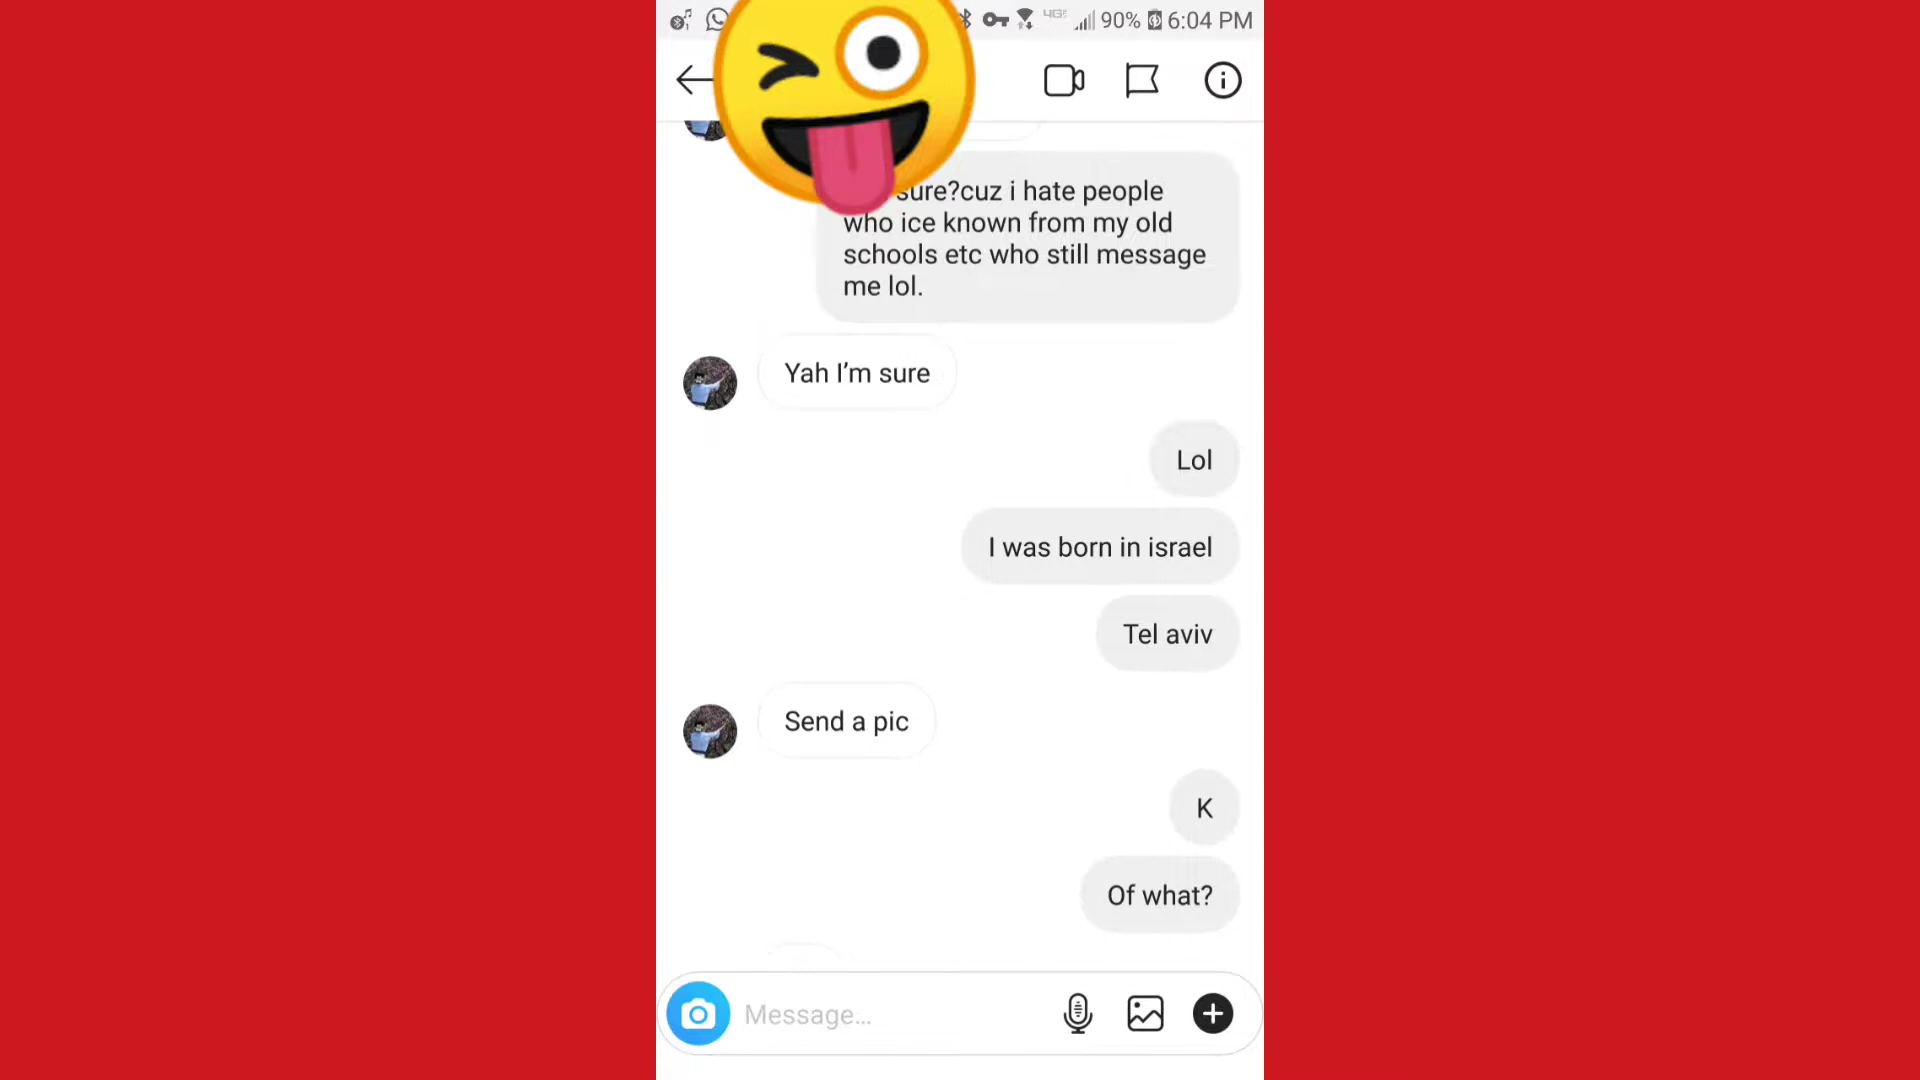 90% 6:04 PM
sure?cuz i hate people
who ice known from my old
schools etc who still message
me lol.
Yah I’m sure
Lol
I was born in israel
Tel aviv
Send a pic
K
Of what?
Message...